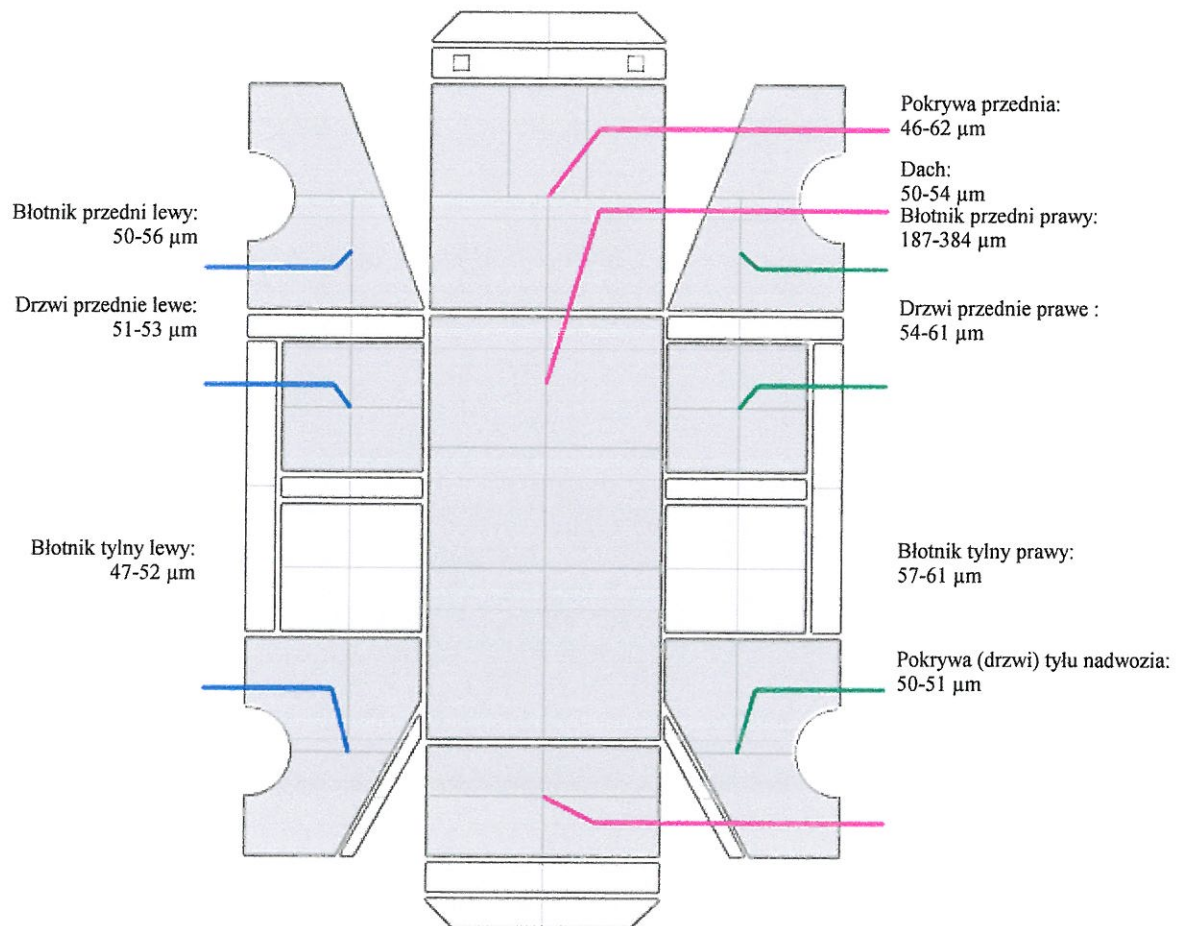 Pokrywa przednia:
46-62 µm
Dach:
50-54 µm
Błotnik przedni lewy:
50-56 µm
Błotnik przedni prawy:
187-384 µm
Drzwi przednie lewe:
51-53 µm
Drzwi przednie prawe :
54-61 µm
Błotnik tylny lewy:
47-52 µm
Błotnik tylny prawy:
57-61 µm
Pokrywa (drzwi) tyłu nadwozia:
50-51 µm